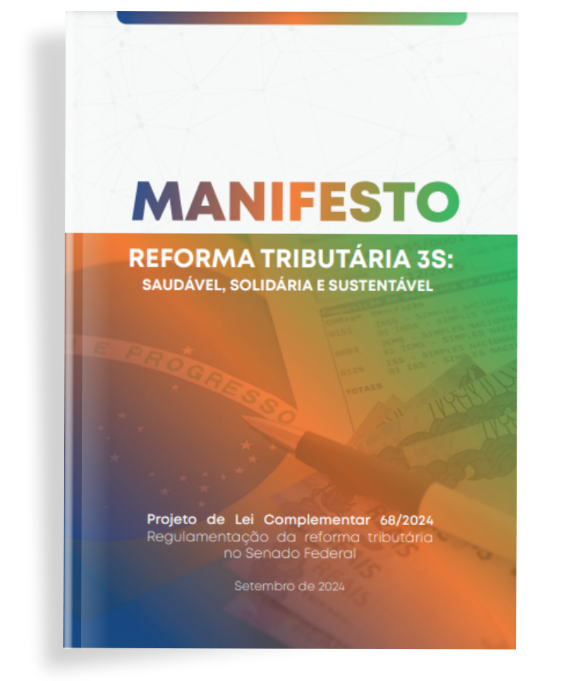 MANIFESTO
REFORMA TRIBUTÁRIA 3S:
SAUDÁVEL, SOLIDÁRIA E SUSTENTÁVEL
E PROGRESSO
TOTAIS
Projeto de Lei Complementar 68/2024
Regulamentação da reforma tributária
no Senado Federal
Setembro de 2024